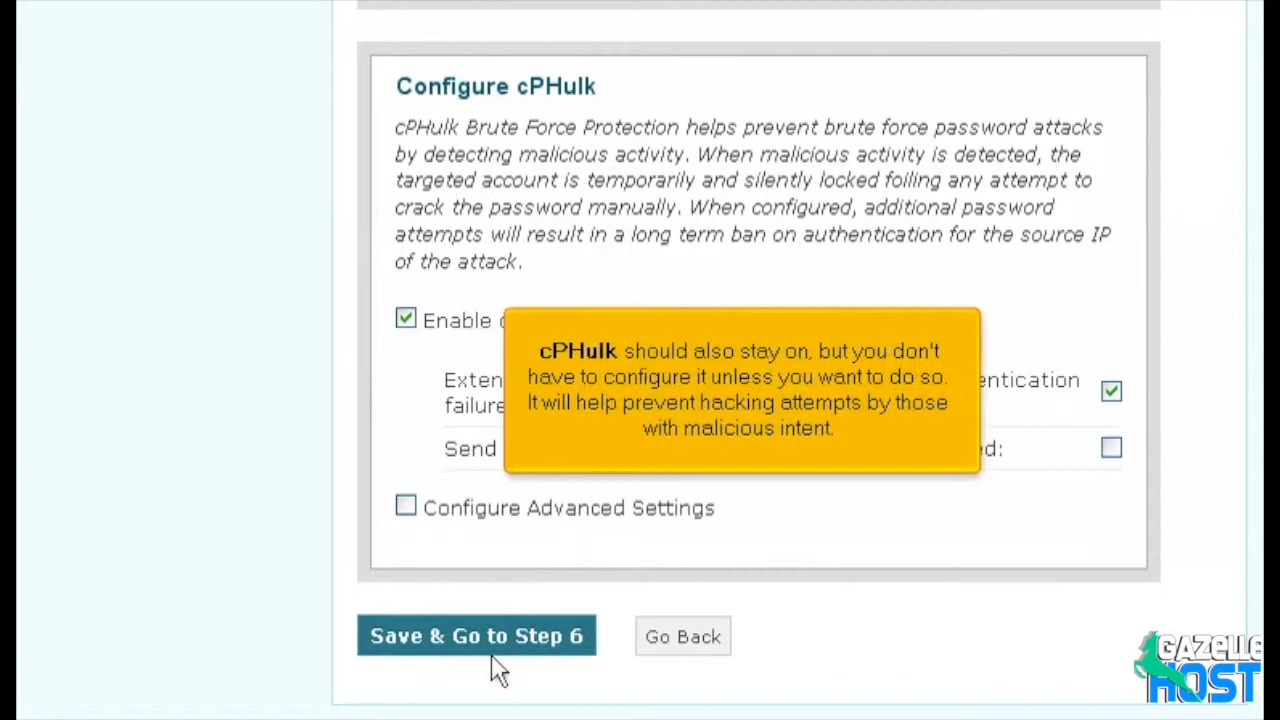 Configure cPHulk
cPHulk Brute Force Protection helps prevent brute force password attacks
by detecting malicious activity. When malicious activity is detected, the
targeted account is temporarily and silently locked foiling any attempt to
crack the password manually. When configured, additional password
attempts will result in a long term ban on authentication for the source IP
of the attack.
Enable
cPHulk should also stay on, but you don't
have to configure it unless you want to do so.
It will help prevent hacking attempts by those
with malicious intent.
Send
Configure Advanced Settings
Save & Go to Step 6
Go Back
GAZELLE
HOST